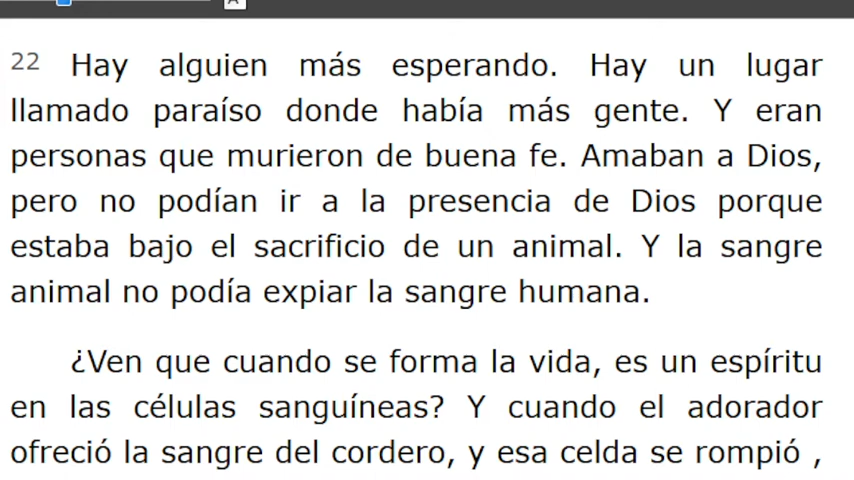 22 Hay alguien más esperando. Hay un lugar
llamado paraíso donde había más gente. Y eran
personas que murieron de buena fe. Amaban a Dios,
pero no podían ir a la presencia de Dios porque
estaba bajo el sacrificio de un animal. Y la sangre
animal no podía expiar la sangre humana.
¿Ven que cuando se forma la vida, es un espíritu
en las células sanguíneas? Y cuando el adorador
ofreció la sangre del cordero, y esa celda se rompió ,